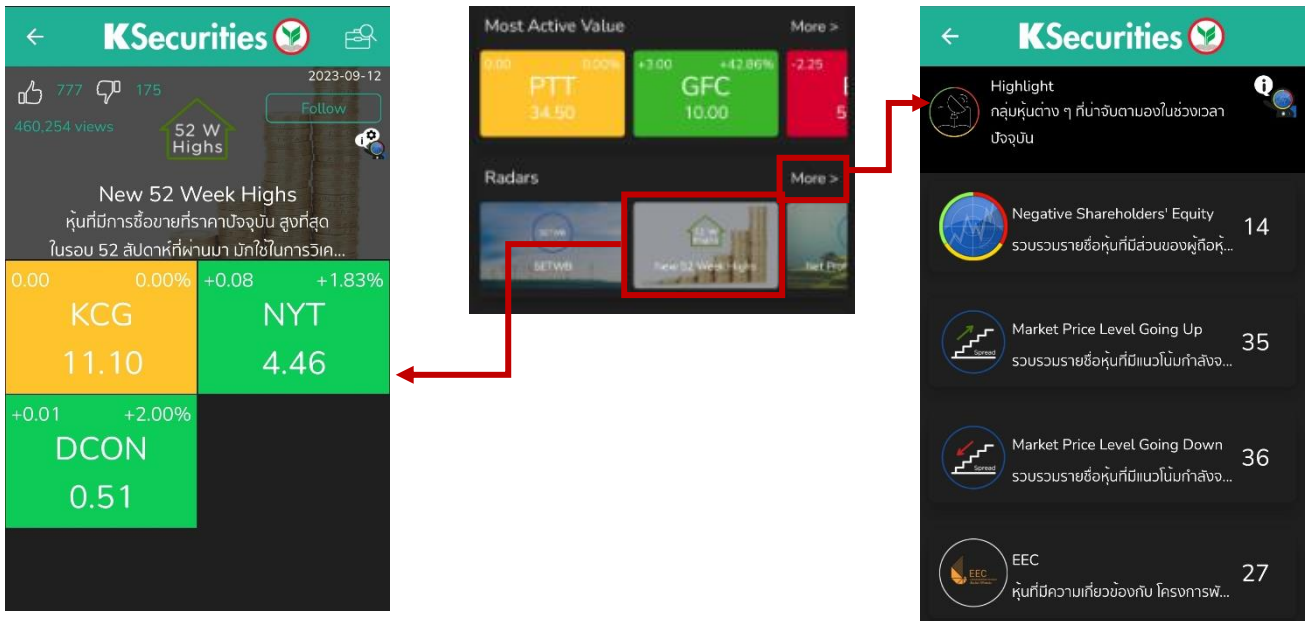 KSecurities
2023-09-12
777 175
Follow
460,254 views
52 W
Highs
New 52 Week Highs
หุ้นที่มีการซื้อขายที่ราคาปัจจุบัน สูงที่สุด
ในรอบ 52 สัปดาห์ที่ผ่านมา มักใช้ในการวิเค...
0.00 0.00%
KCG
11.10
+0.08 +1.83%
NYT
4.46
+0.01 +2.00%
DCON
0.51
Most Active Value More >
0.00 0.00%
PTT
34.50
+3.00 +42.86%
GFC
10.00
-2.25
Radars More >
SETWB
SETWB
52 W
Highs
New 52 Week Highs
Net Pro
KSecurities
Highlight
กลุ่มหุ้นต่าง ๆ ที่น่าจับตามองในช่วงเวลา
ปัจจุบัน
Negative Shareholders' Equity
รวบรวมรายชื่อหุ้นที่มีส่วนของผู้ถือหุ้...
14
Spread
Market Price Level Going Up
รวบรวมรายชื่อหุ้นที่มีแนวโน้มกำลังจ...
35
Spread
Market Price Level Going Down
รวบรวมรายชื่อหุ้นที่มีแนวโน้มกำลังจ...
36
EEC
EEC
หุ้นที่มีความเกี่ยวข้องกับ โครงการพั...
27